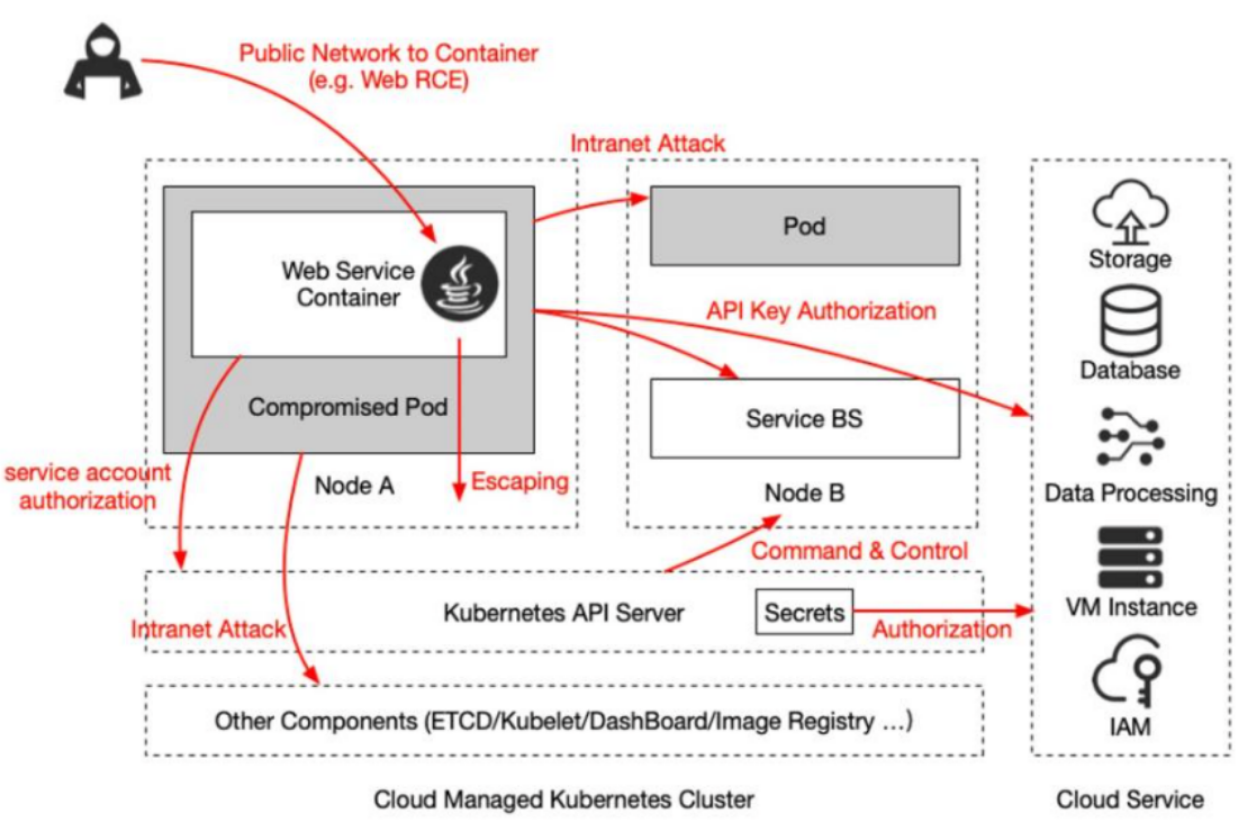 Public Network to Container
(e.g. Web RCE)
Intranet Attack
Web Service
Container
Compromised Pod
Node A
Escaping
service account
authorization
Pod
API Key Authorization
Service BS
Node B
Command & Control
Kubernetes API Server
Secrets
Authorization
Intranet Attack
Other Components (ETCD/Kubelet/DashBoard/Image Registry ...)
Cloud Managed Kubernetes Cluster
Storage
Database
Data Processing
VM Instance
IAM
Cloud Service